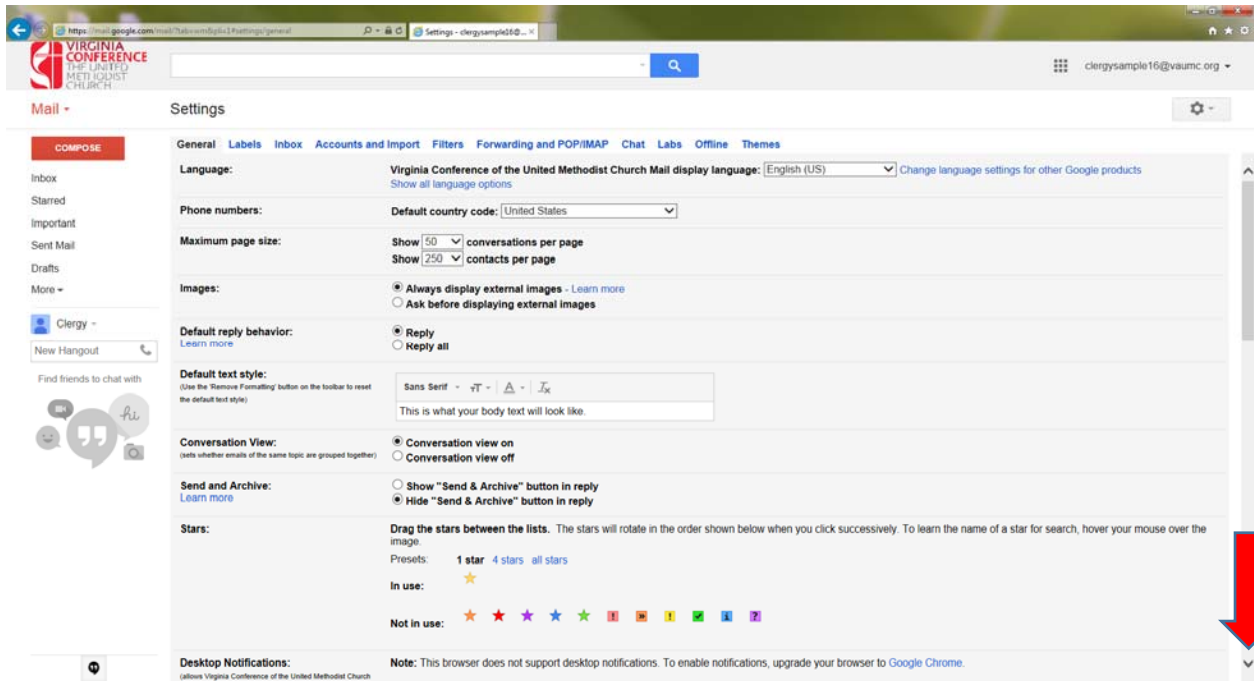 https://mail.google.com/mail/?tab=wm&pli=1#settings/general
Settings - clergysample16@...
VIRGINIA
CONFERENCE
THE UNITED
METHODIST
CHURCH
clergysample16@vaumc.org
Mail
Settings
COMPOSE
Inbox
Starred
Important
Sent Mail
Drafts
More
Clergy
New Hangout
Find friends to chat with
hi
General Labels Inbox Accounts and Import Filters Forwarding and POP/IMAP Chat Labs Offline Themes
Language:
Virginia Conference of the United Methodist Church Mail display language: English (US) Change language settings for other Google products
Show all language options
Phone numbers:
Default country code: United States
Maximum page size:
Show 50 conversations per page
Show 250 contacts per page
Images:
Always display external images - Learn more
Ask before displaying external images
Default reply behavior:
Learn more
Reply
Reply all
Default text style:
(Use the 'Remove Formatting' button on the toolbar to reset
the default text style)
Sans Serif
This is what your body text will look like.
Conversation View:
(sets whether emails of the same topic are grouped together)
Conversation view on
Conversation view off
Send and Archive:
Learn more
Show "Send & Archive" button in reply
Hide "Send & Archive" button in reply
Stars:
Drag the stars between the lists. The stars will rotate in the order shown below when you click successively. To learn the name of a star for search, hover your mouse over the
image.
Presets: 1 star 4 stars all stars
In use:
Not in use:
Desktop Notifications:
(allows Virginia Conference of the United Methodist Church
Note: This browser does not support desktop notifications. To enable notifications, upgrade your browser to Google Chrome.